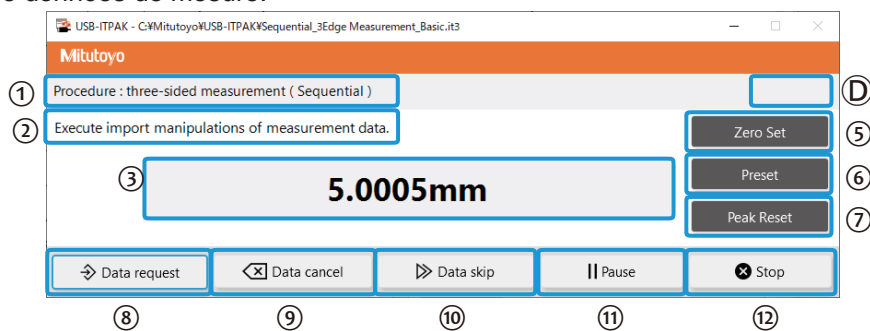 USB-ITPAK - C:¥Mitutoyo¥USB-ITPAK¥Sequential_3Edge Measurement_Basic.it3
Mitutoyo
① Procedure : three-sided measurement ( Sequential ) Ⓓ
② Execute import manipulations of measurement data. Zero Set ⑤
③ 5.0005mm Preset ⑥
Peak Reset ⑦
Data request Data cancel Data skip Pause Stop
⑧ ⑨ ⑩ ⑪ ⑫